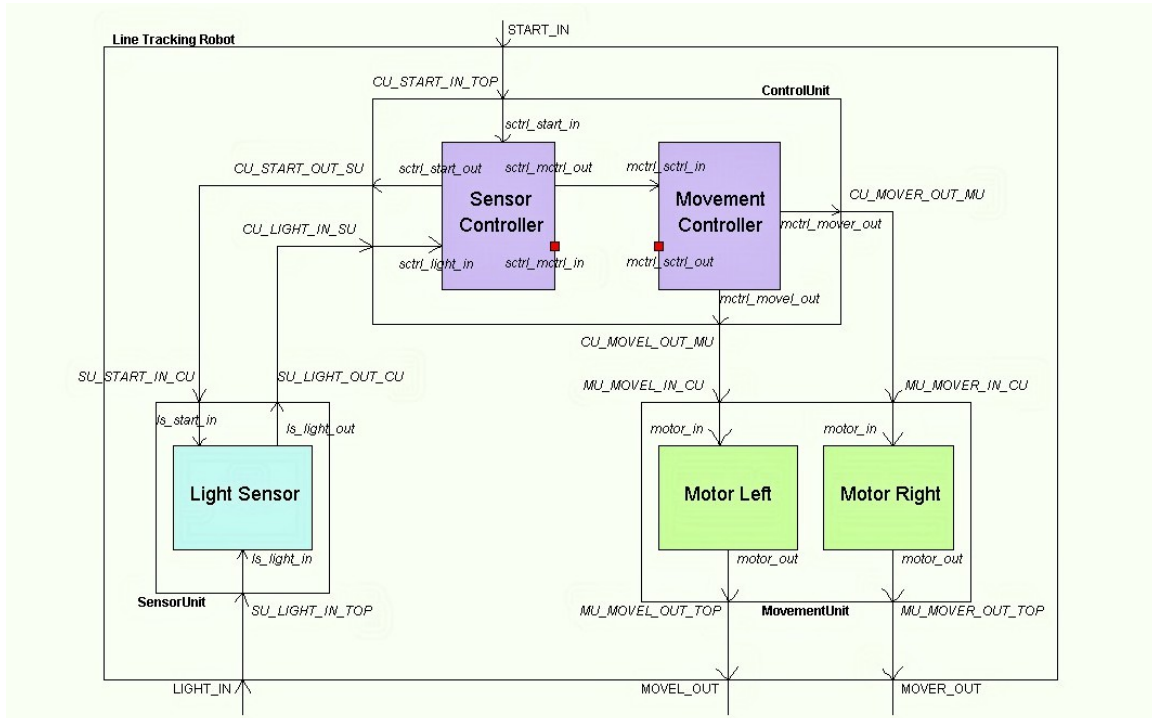 START_IN
Line Tracking Robot
CU_START_IN_TOP
ControlUnit
sctrl_start_in
CU_START_OUT_SU
sctrl_start_out
sctrl_mctrl_out
mctrl_sctrl_in
CU_MOVER_OUT_MU
Sensor
Controller
Movement
Controller
mctrl_mover_out
CU_LIGHT_IN_SU
sctrl_light_in
sctrl_mctrl_in
mctrl_sctrl_out
mctrl_movel_out
CU_MOVEL_OUT_MU
SU_START_IN_CU
SU_LIGHT_OUT_CU
MU_MOVEL_IN_CU
MU_MOVER_IN_CU
ls_start_in
ls_light_out
motor_in
motor_in
Light Sensor
Motor Left
Motor Right
ls_light_in
motor_out
motor_out
SensorUnit
SU_LIGHT_IN_TOP
MU_MOVEL_OUT_TOP
MovementUnit
MU_MOVER_OUT_TOP
LIGHT_IN
MOVEL_OUT
MOVER_OUT